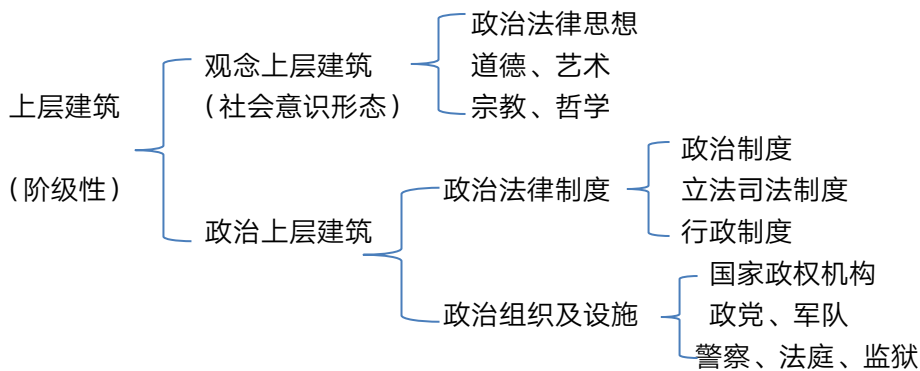 上层建筑
(阶级性)
观念上层建筑
(社会意识形态)
政治法律思想
道德、艺术
宗教、哲学
政治上层建筑
政治法律制度
政治制度
立法司法制度
行政制度
政治组织及设施
国家政权机构
政党、军队
警察、法庭、监狱